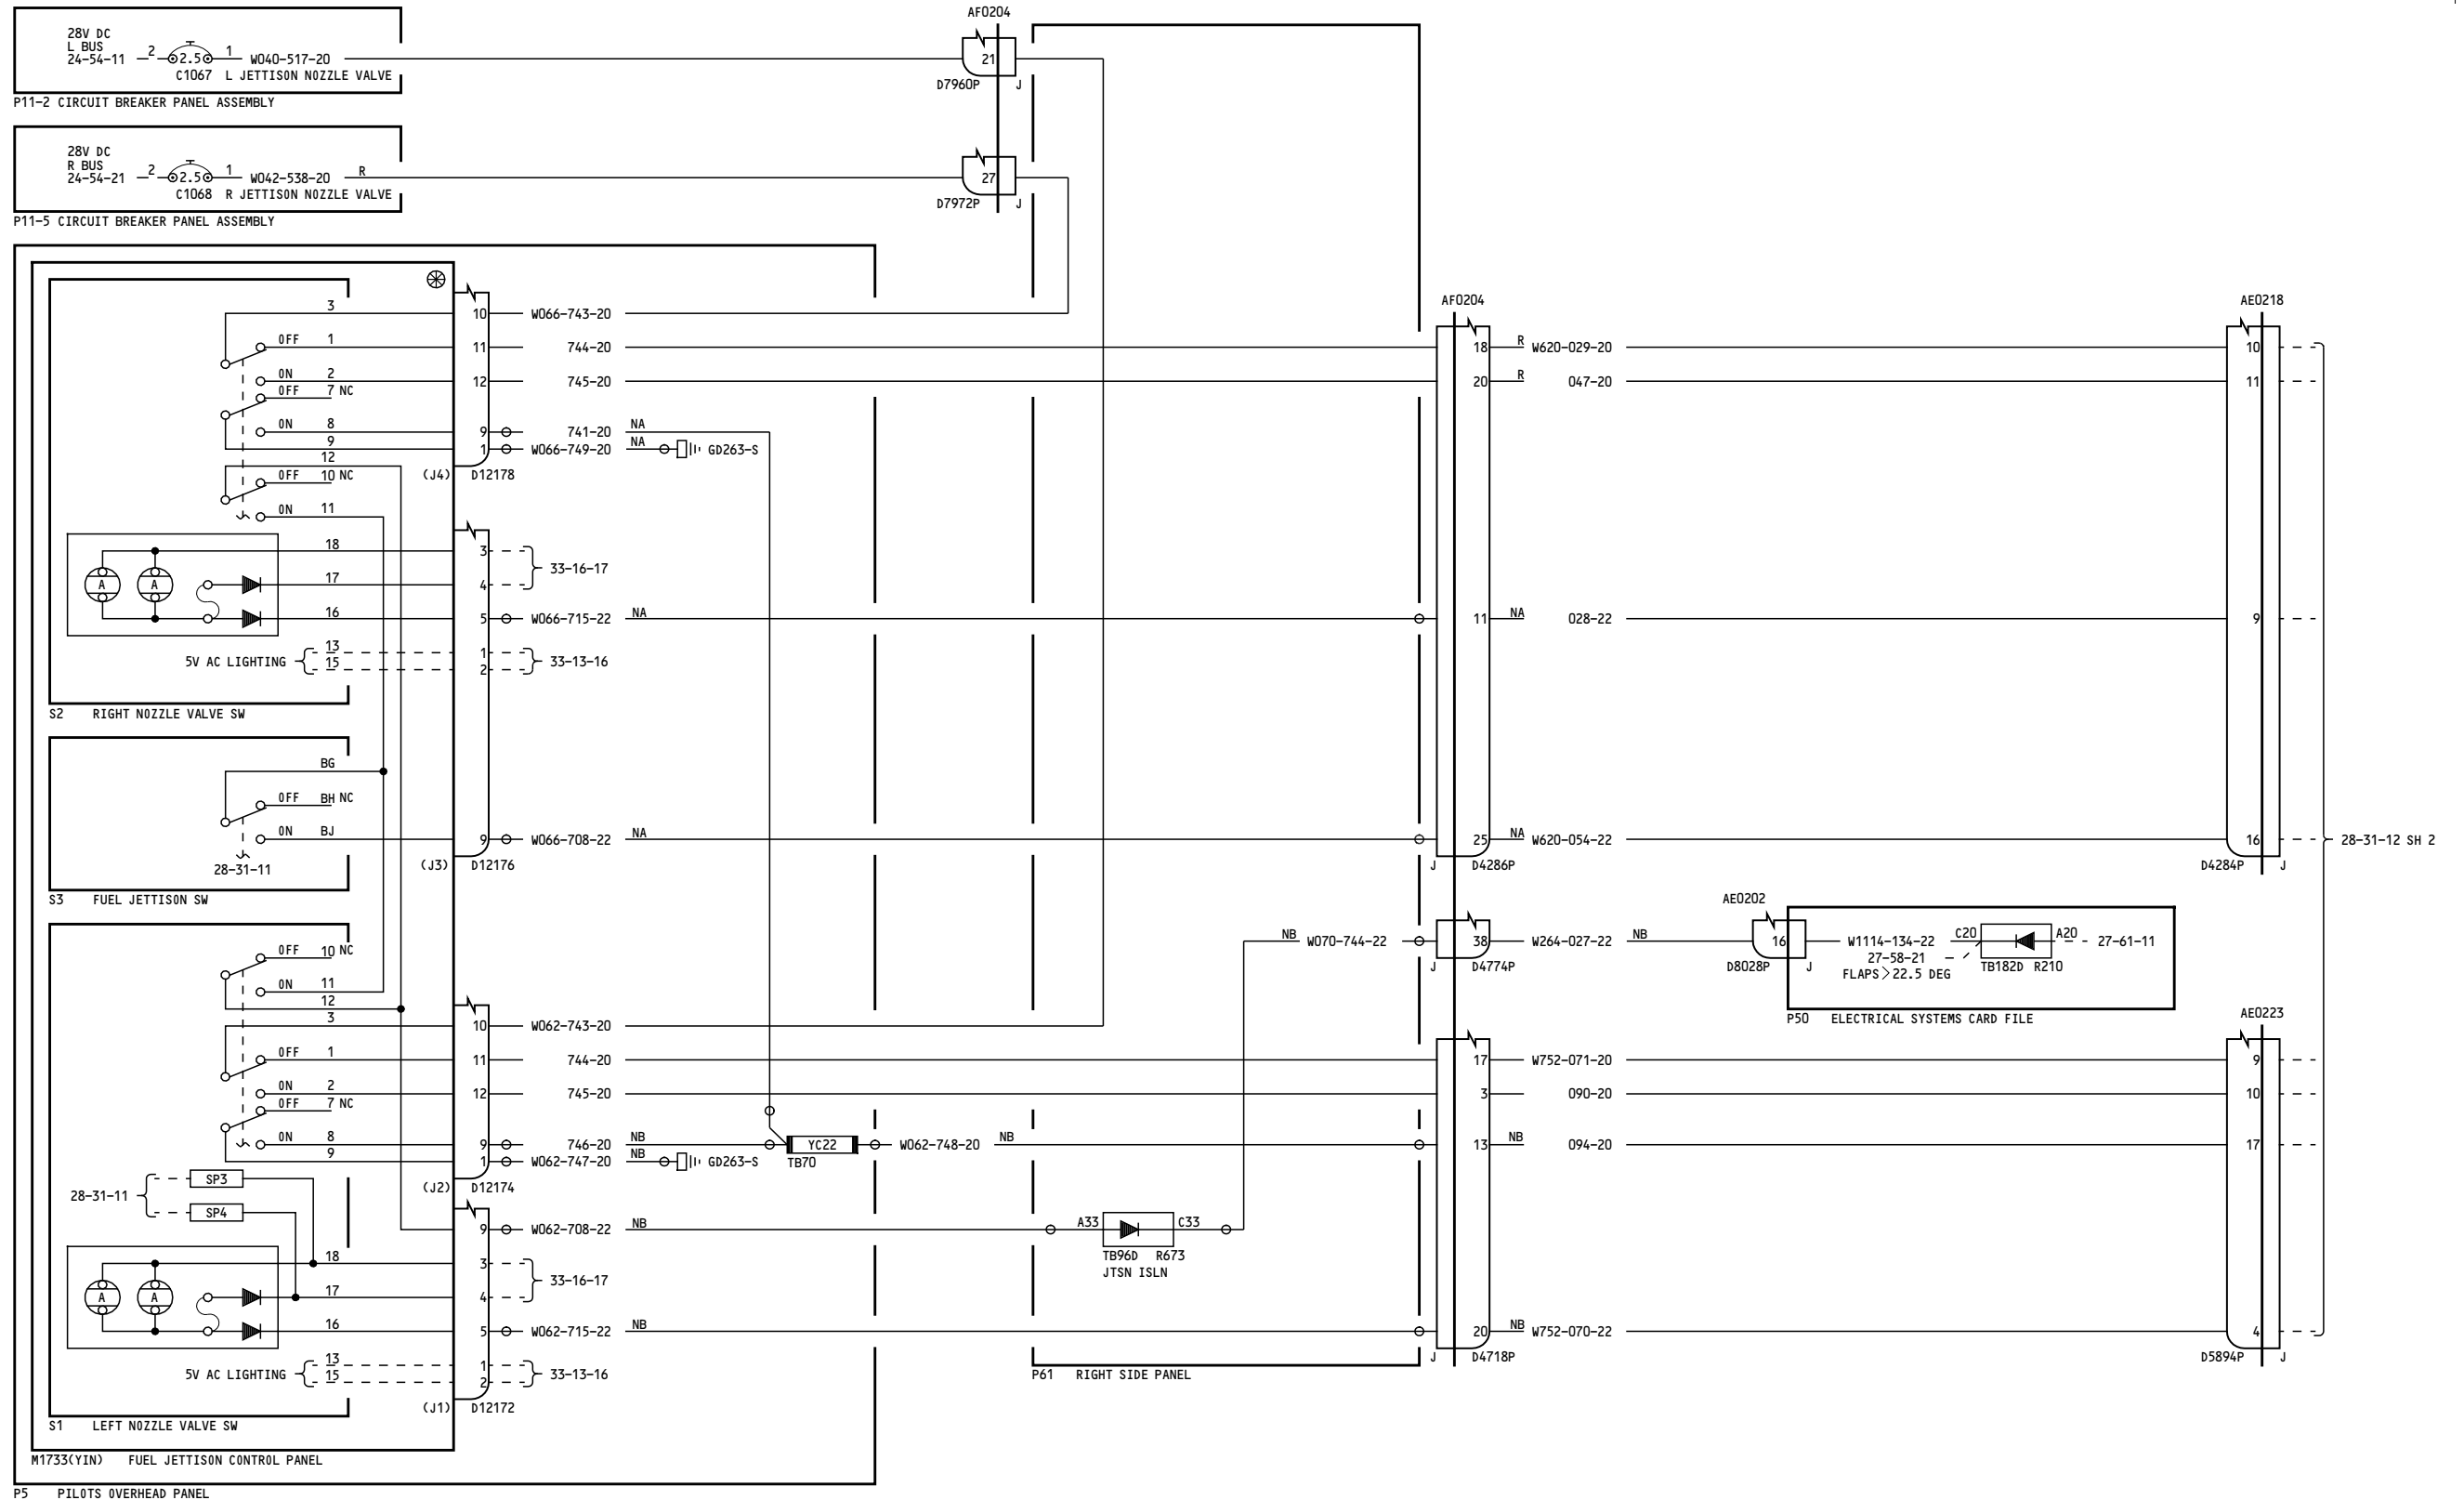 28V DC
L BUS
24-54-11 2 2.5 1 W040-517-20
C1067 L JETTISON NOZZLE VALVE
P11-2 CIRCUIT BREAKER PANEL ASSEMBLY
AF0204
21
D7960P J
28V DC
R BUS
24-54-21 2 2.5 1 W042-538-20 R
C1068 R JETTISON NOZZLE VALVE
P11-5 CIRCUIT BREAKER PANEL ASSEMBLY
27
D7972P J
3 10 W066-743-20
OFF 1 11 744-20
ON 2 12 745-20
OFF 7 NC
ON 8 9 741-20 NA
9 1 W066-749-20 NA GD263-S
12
(J4) D12178
OFF 10 NC
ON 11
18 3
33-16-17
A A 17 4
16 5 W066-715-22 NA
5V AC LIGHTING 13 1
15 2 33-13-16
S2 RIGHT NOZZLE VALVE SW
BG
OFF BH NC
ON BJ 9 W066-708-22 NA
28-31-11
(J3) D12176
S3 FUEL JETTISON SW
OFF 10 NC
ON 11
12
3 10 W062-743-20
OFF 1 11 744-20
ON 2 12 745-20
OFF 7 NC
ON 8 9 746-20 NB YC22 W062-748-20 NB
9 1 W062-747-20 NB GD263-S TB70
(J2) D12174
28-31-11 SP3
SP4
9 W062-708-22 NB A33 C33
TB96D R673
JTSN ISLN
18 3
33-16-17
A A 17 4
16 5 W062-715-22 NB
5V AC LIGHTING 13 1
15 2 33-13-16
(J1) D12172
S1 LEFT NOZZLE VALVE SW
M1733(YIN) FUEL JETTISON CONTROL PANEL
P5 PILOTS OVERHEAD PANEL
P61 RIGHT SIDE PANEL
AF0204 AE0218
18 R W620-029-20 10
20 R 047-20 11
11 NA 028-22 9
25 NA W620-054-22 16 28-31-12 SH 2
J D4286P D4284P J
NB W070-744-22 38 W264-027-22 NB
J D4774P
AE0202
16 W1114-134-22 C20 A20 27-61-11
27-58-21
FLAPS>22.5 DEG
D8028P J TB182D R210
P50 ELECTRICAL SYSTEMS CARD FILE
AE0223
17 W752-071-20 9
3 090-20 10
13 NB 094-20 17
20 NB W752-070-22 4
J D4718P D5894P J